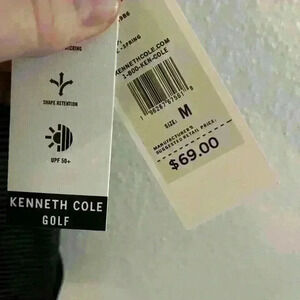 SHAPE RETENTION
UPF 50+
KENNETH COLE
GOLF
KENNETHCOLE.COM
1-800-KEN-COLE
SIZE: M
MANUFACTURER'S
SUGGESTED RETAIL PRICE:
$69.00